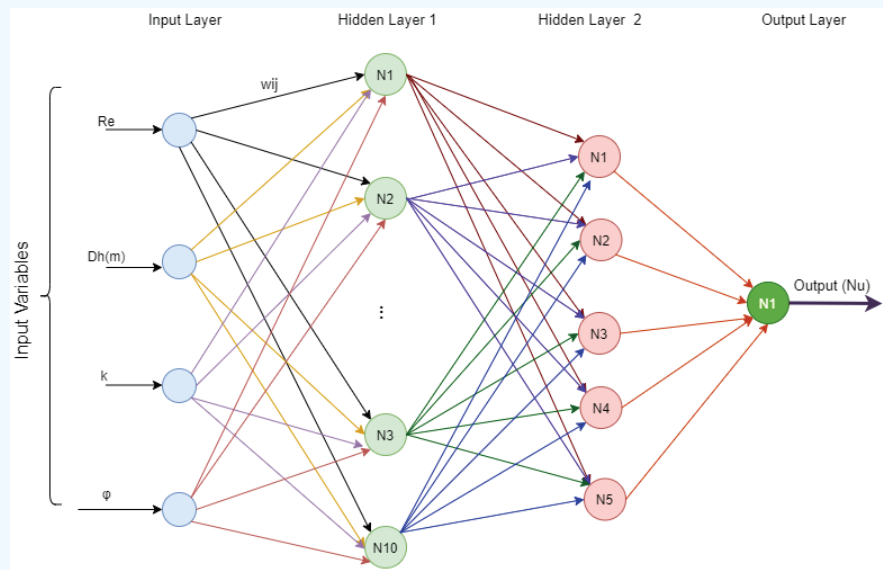 Input Layer
Hidden Layer 1
Hidden Layer 2
Output Layer
Input Variables
Re
Dh(m)
k
φ
wij
N1
N2
...
N3
N10
N1
N2
N3
N4
N5
N1
Output (Nu)